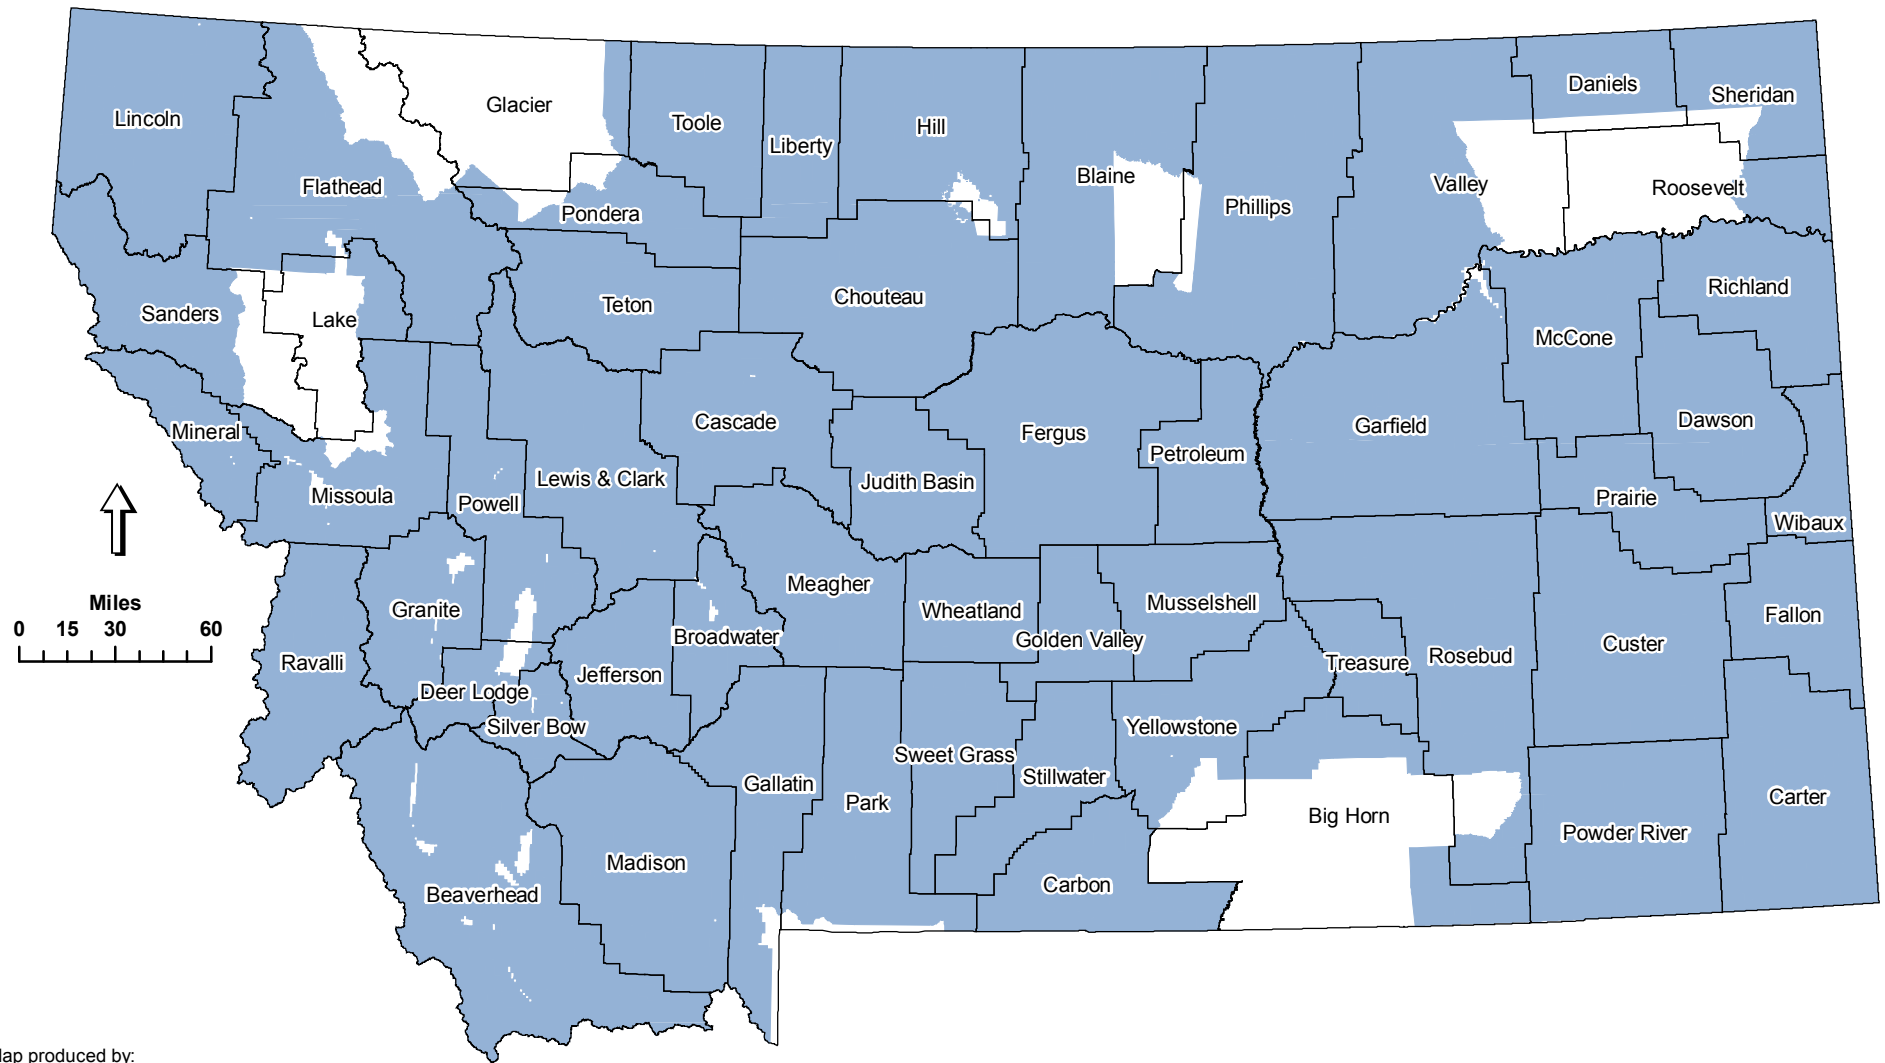 Daniels
Sheridan
Glacier
Lincoln
Toole
Hill
Liberty
Blaine
Flathead
Valley
Roosevelt
Pondera
Phillips
Richland
Chouteau
Teton
Sanders
Lake
McCone
Cascade
Dawson
Garfield
Mineral
Fergus
Petroleum
Lewis & Clark
Judith Basin
Missoula
Powell
Prairie
Wibaux
Meagher
Miles
0 15 30 60
Granite
Wheatland
Musselshell
Fallon
Broadwater
Golden Valley
Custer
Ravalli
Jefferson
Treasure
Rosebud
Deer Lodge
Silver Bow
Yellowstone
Sweet Grass
Stillwater
Gallatin
Park
Carter
Big Horn
Powder River
Madison
Carbon
Beaverhead
Map produced by: